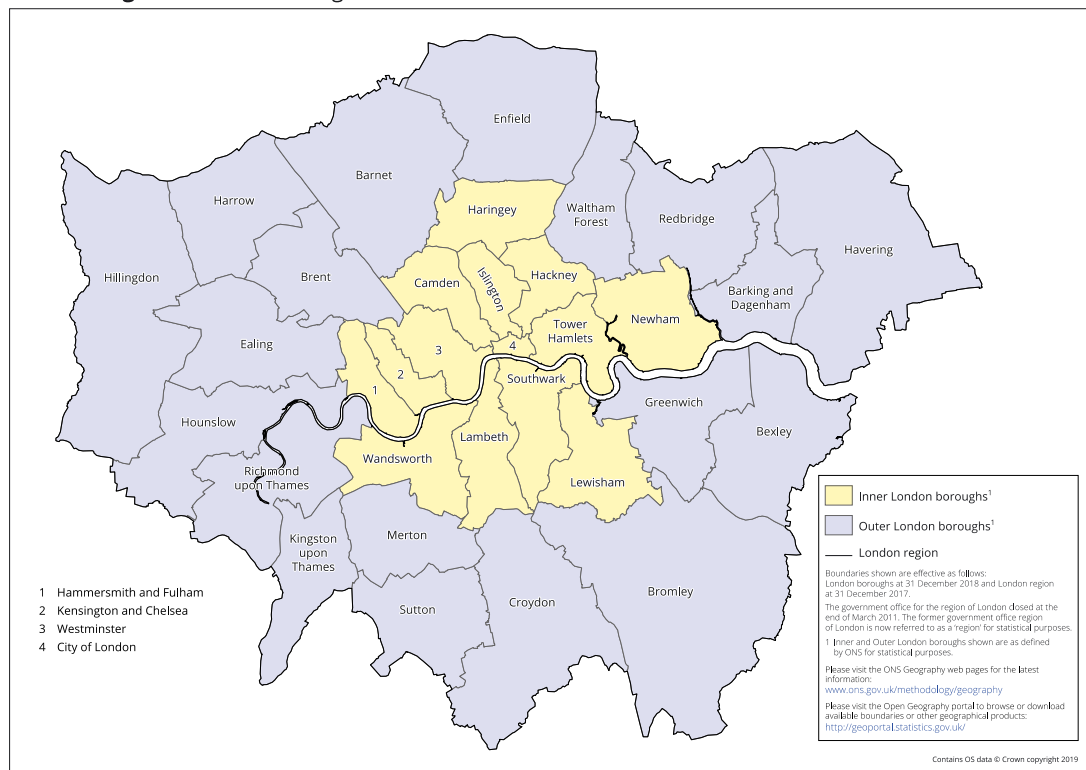 Enfield
Barnet
Harrow
Haringey
Waltham
Forest
Redbridge
Havering
Hillingdon
Brent
Camden
Islington
Hackney
Barking and
Dagenham
Newham
Tower
Hamlets
Ealing
4
3
2
1
Southwark
Greenwich
Hounslow
Bexley
Lambeth
Wandsworth
Richmond
upon Thames
Lewisham
Merton
Kingston
upon
Thames
Bromley
Croydon
Sutton
1 Hammersmith and Fulham
2 Kensington and Chelsea
3 Westminster
4 City of London
Inner London boroughs1
Outer London boroughs1
London region
Boundaries shown are effective as follows:
London boroughs at 31 December 2018 and London region
at 31 December 2017.
The government office for the region of London closed at the
end of March 2011. The former government office region
of London is now referred to as a 'region' for statistical purposes.
1 Inner and Outer London boroughs shown are as defined
by ONS for statistical purposes.
Please visit the ONS Geography web pages for the latest
information:
www.ons.gov.uk/methodology/geography
Please visit the Open Geography portal to browse or download
available boundaries or other geographical products:
http://geoportal.statistics.gov.uk/
Contains OS data © Crown copyright 2019